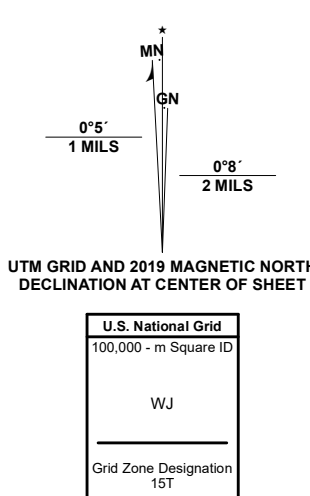 ★
MN
GN
0°5´
1 MILS
0°8´
2 MILS
UTM GRID AND 2019 MAGNETIC NORTH
DECLINATION AT CENTER OF SHEET
U.S. National Grid
100,000 - m Square ID
WJ
Grid Zone Designation
15T